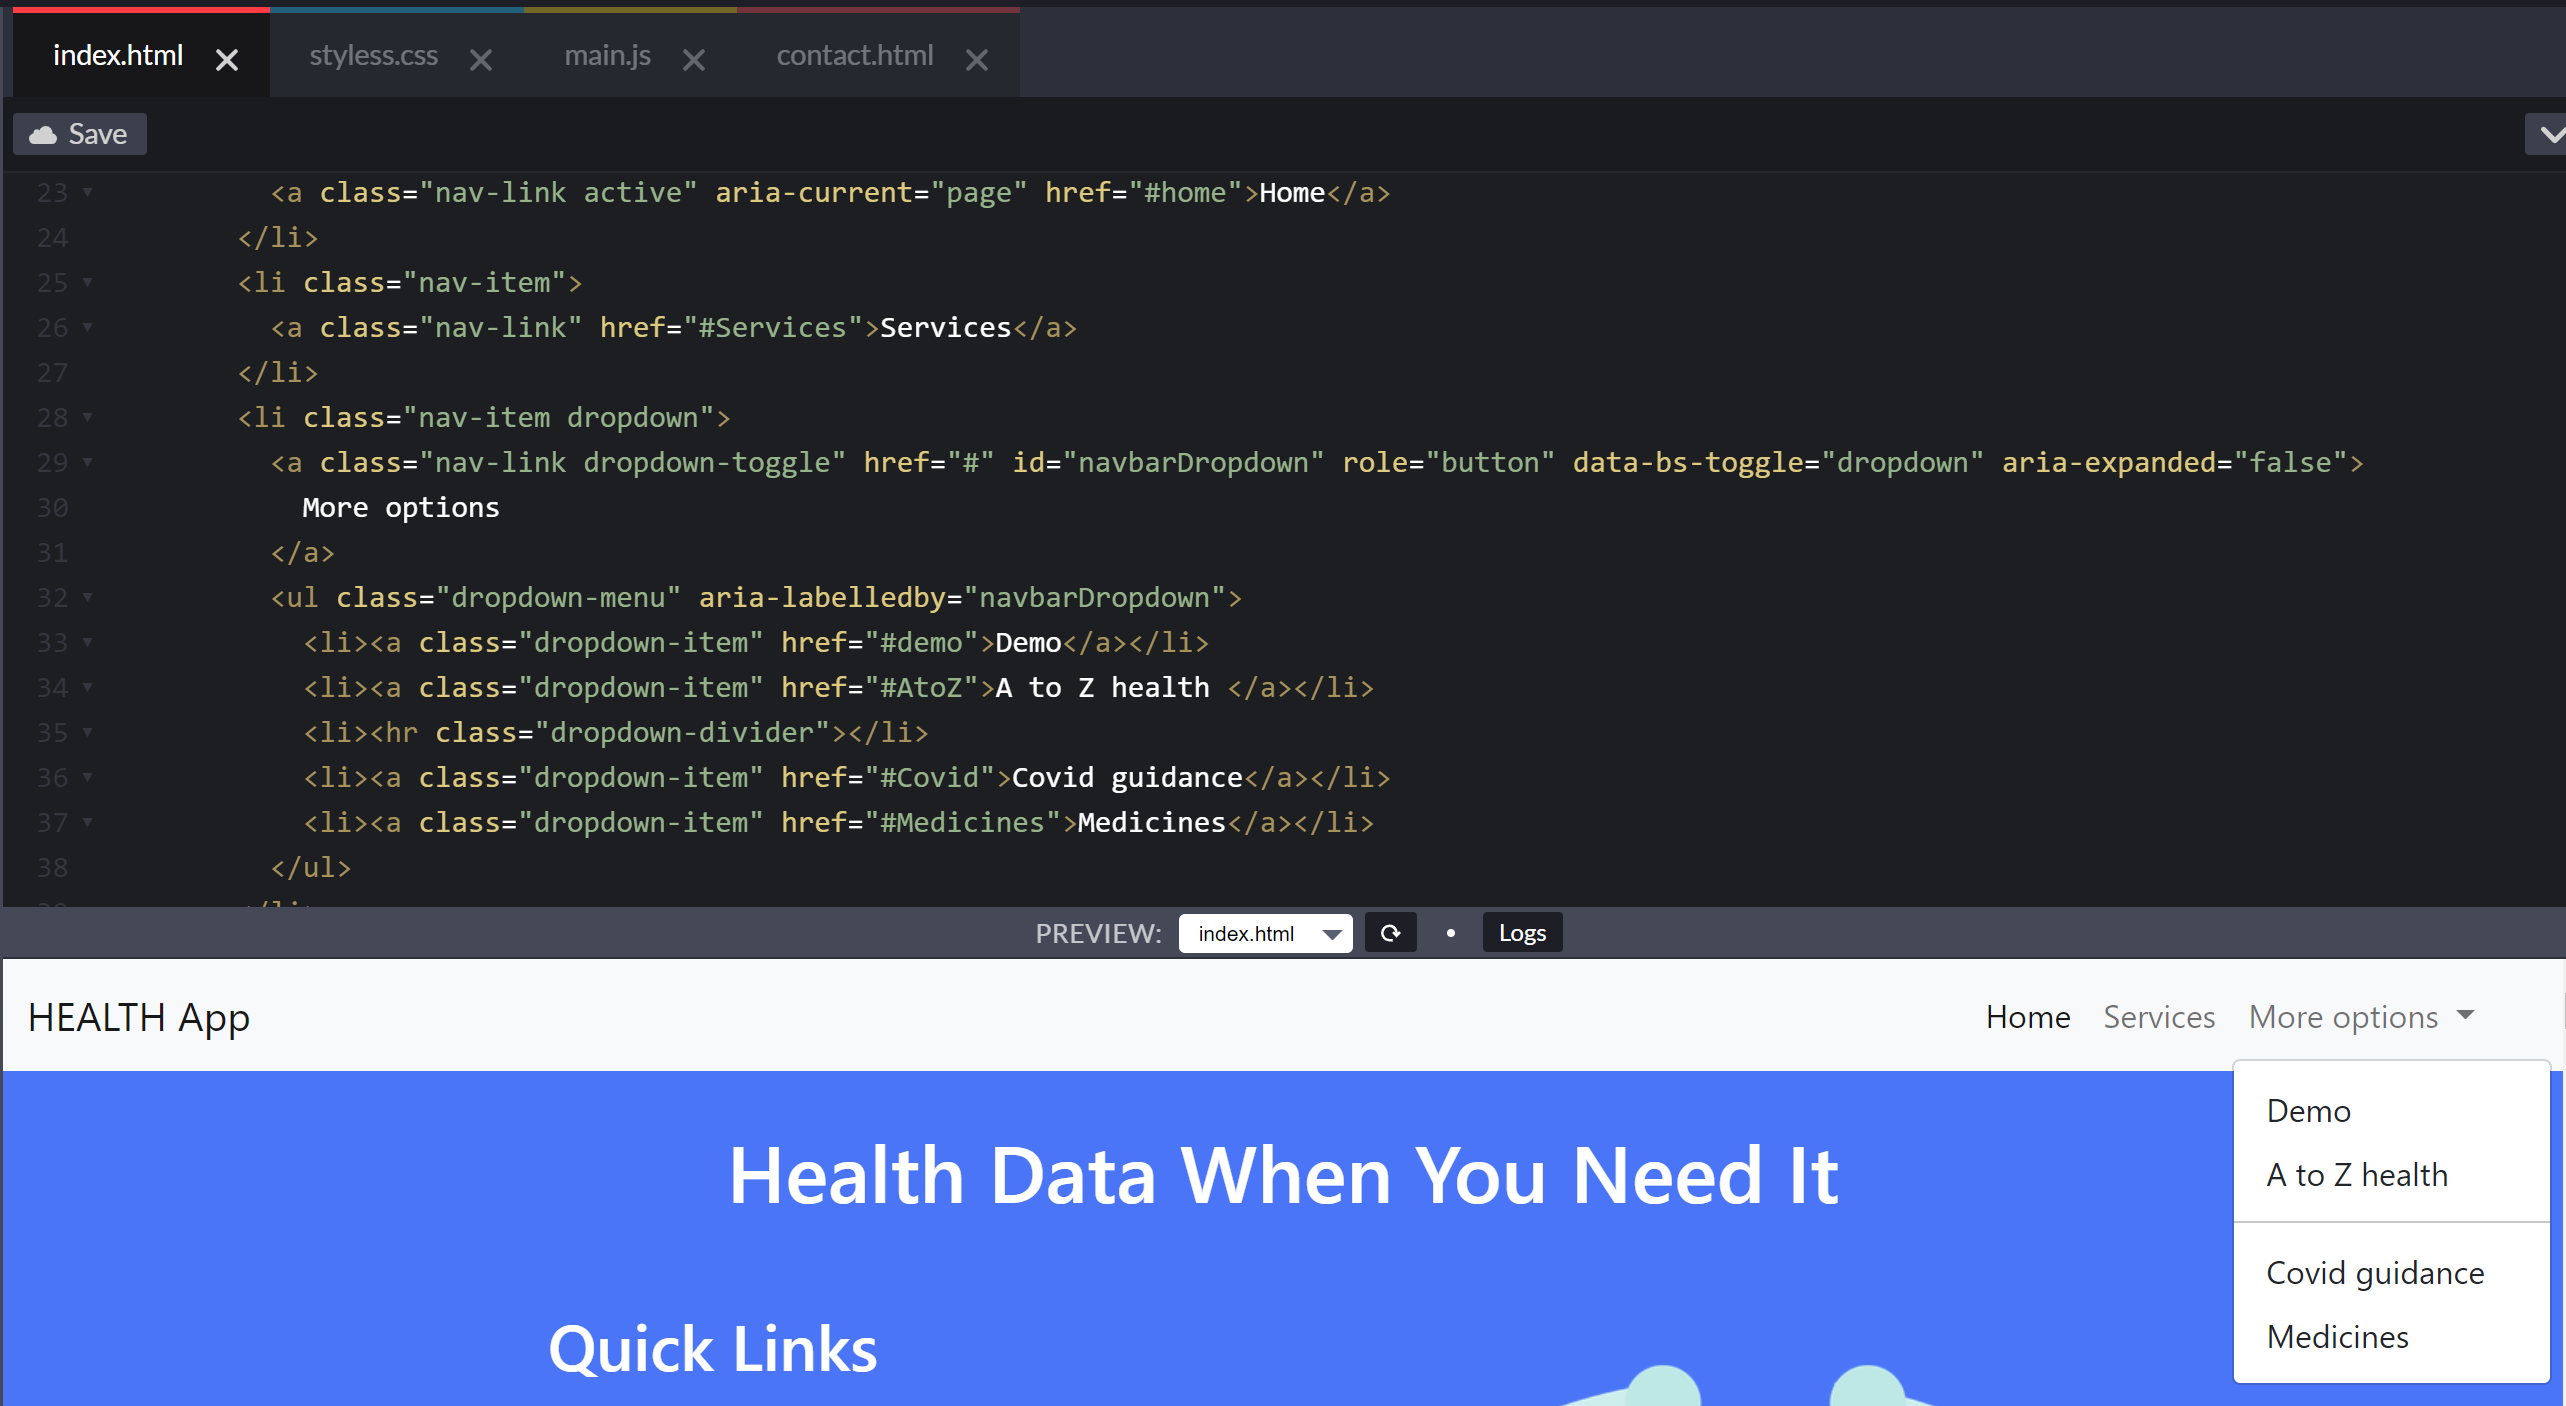 index.html styless.css main.js contact.html
Save
23 <a class="nav-link active" aria-current="page" href="#home">Home</a>
24 </li>
25 <li class="nav-item">
26 <a class="nav-link" href="#Services">Services</a>
27 </li>
28 <li class="nav-item dropdown">
29 <a class="nav-link dropdown-toggle" href="#" id="navbarDropdown" role="button" data-bs-toggle="dropdown" aria-expanded="false">
30 More options
31 </a>
32 <ul class="dropdown-menu" aria-labelledby="navbarDropdown">
33 <li><a class="dropdown-item" href="#demo">Demo</a></li>
34 <li><a class="dropdown-item" href="#AtoZ">A to Z health </a></li>
35 <li><hr class="dropdown-divider"></li>
36 <li><a class="dropdown-item" href="#Covid">Covid guidance</a></li>
37 <li><a class="dropdown-item" href="#Medicines">Medicines</a></li>
38 </ul>
PREVIEW: index.html Logs
HEALTH App Home Services More options
Demo
A to Z health
Covid guidance
Medicines
Health Data When You Need It
Quick Links